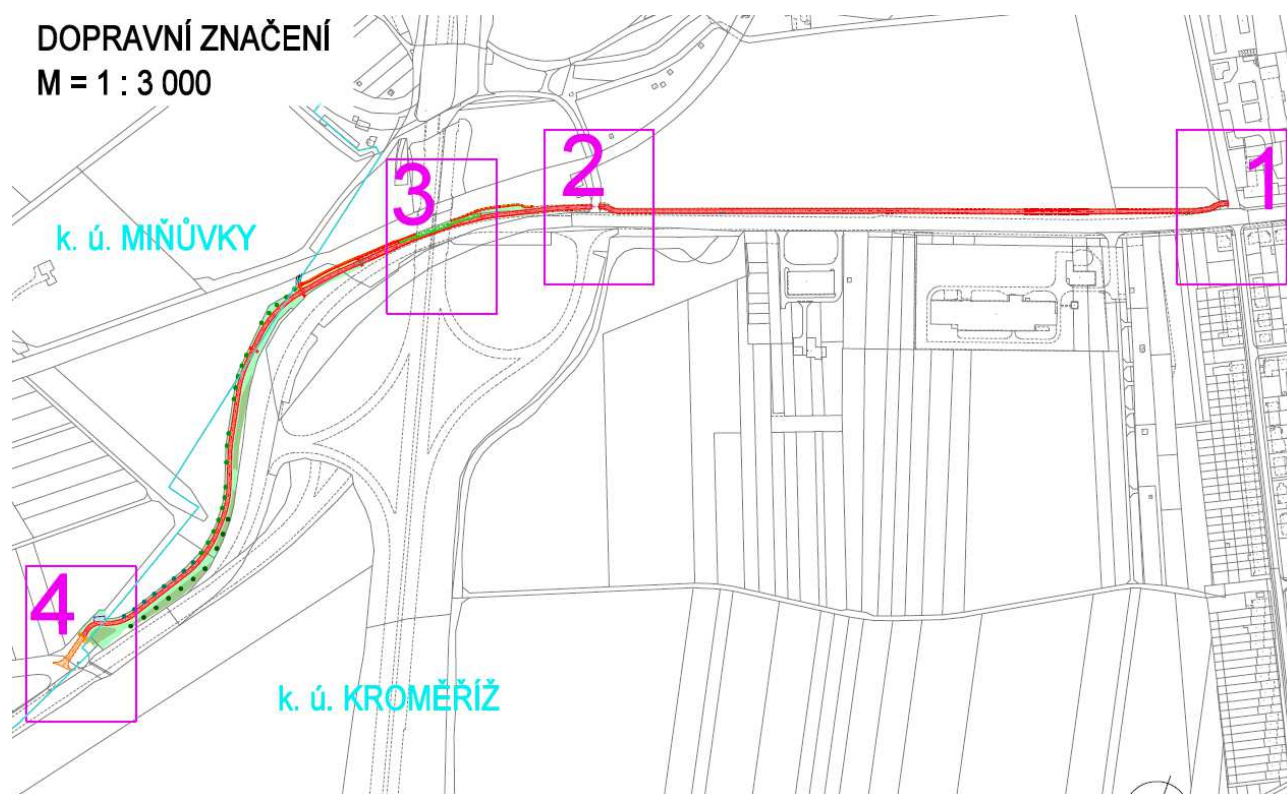 DOPRAVNÍ ZNAČENÍ
M = 1 : 3 000
1
2
3
k. ú. MIŇŮVKY
4
k. ú. KROMĚŘÍŽ